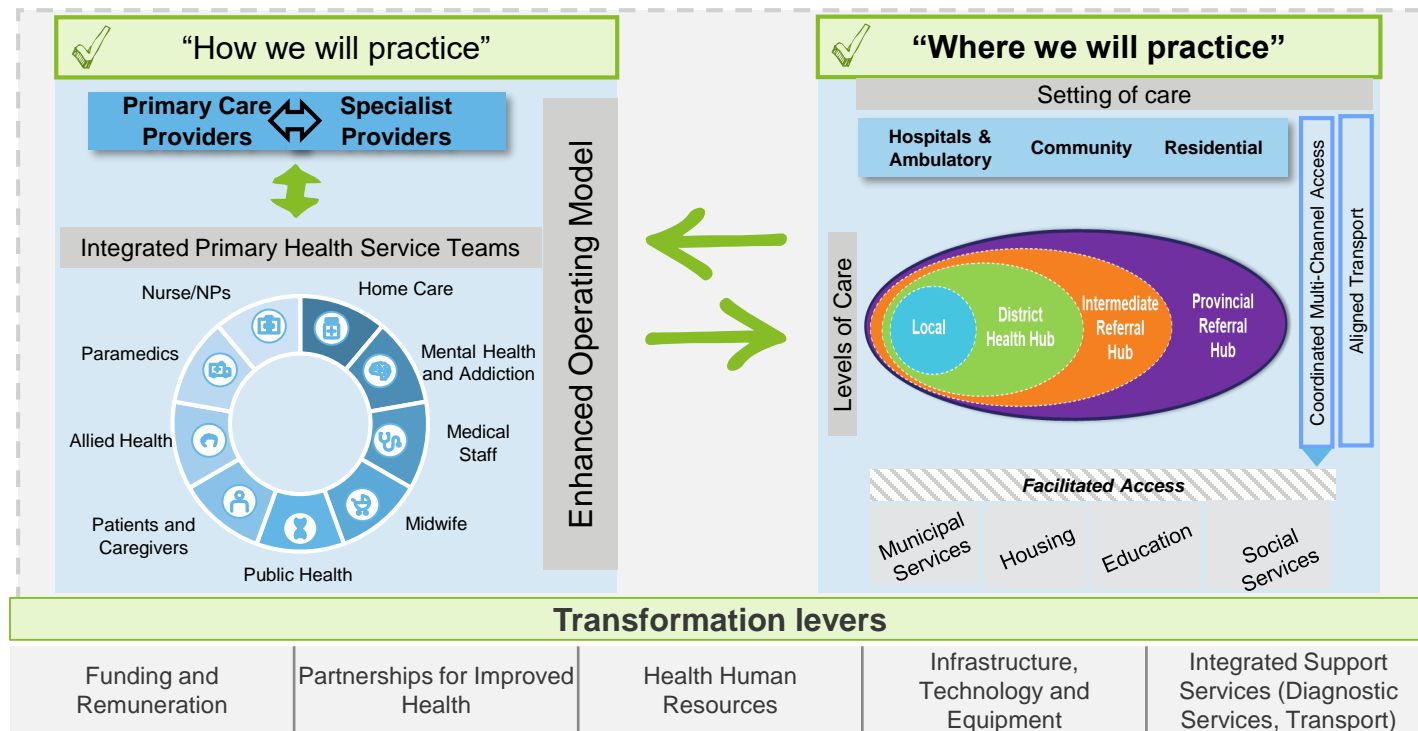 “How we will practice”
Primary Care
Providers
Specialist
Providers
Integrated Primary Health Service Teams
Nurse/NPs
Home Care
Paramedics
Mental Health
and Addiction
Allied Health
Medical
Staff
Patients and
Caregivers
Midwife
Public Health
Enhanced Operating Model
“Where we will practice”
Setting of care
Hospitals &
Ambulatory
Community
Residential
Coordinated Multi-Channel Access
Aligned Transport
Levels of Care
Local
District
Health Hub
Intermediate
Referral
Hub
Provincial
Referral
Hub
Facilitated Access
Municipal
Services
Housing
Education
Social
Services
Transformation levers
Funding and
Remuneration
Partnerships for Improved
Health
Health Human
Resources
Infrastructure,
Technology and
Equipment
Integrated Support
Services (Diagnostic
Services, Transport)